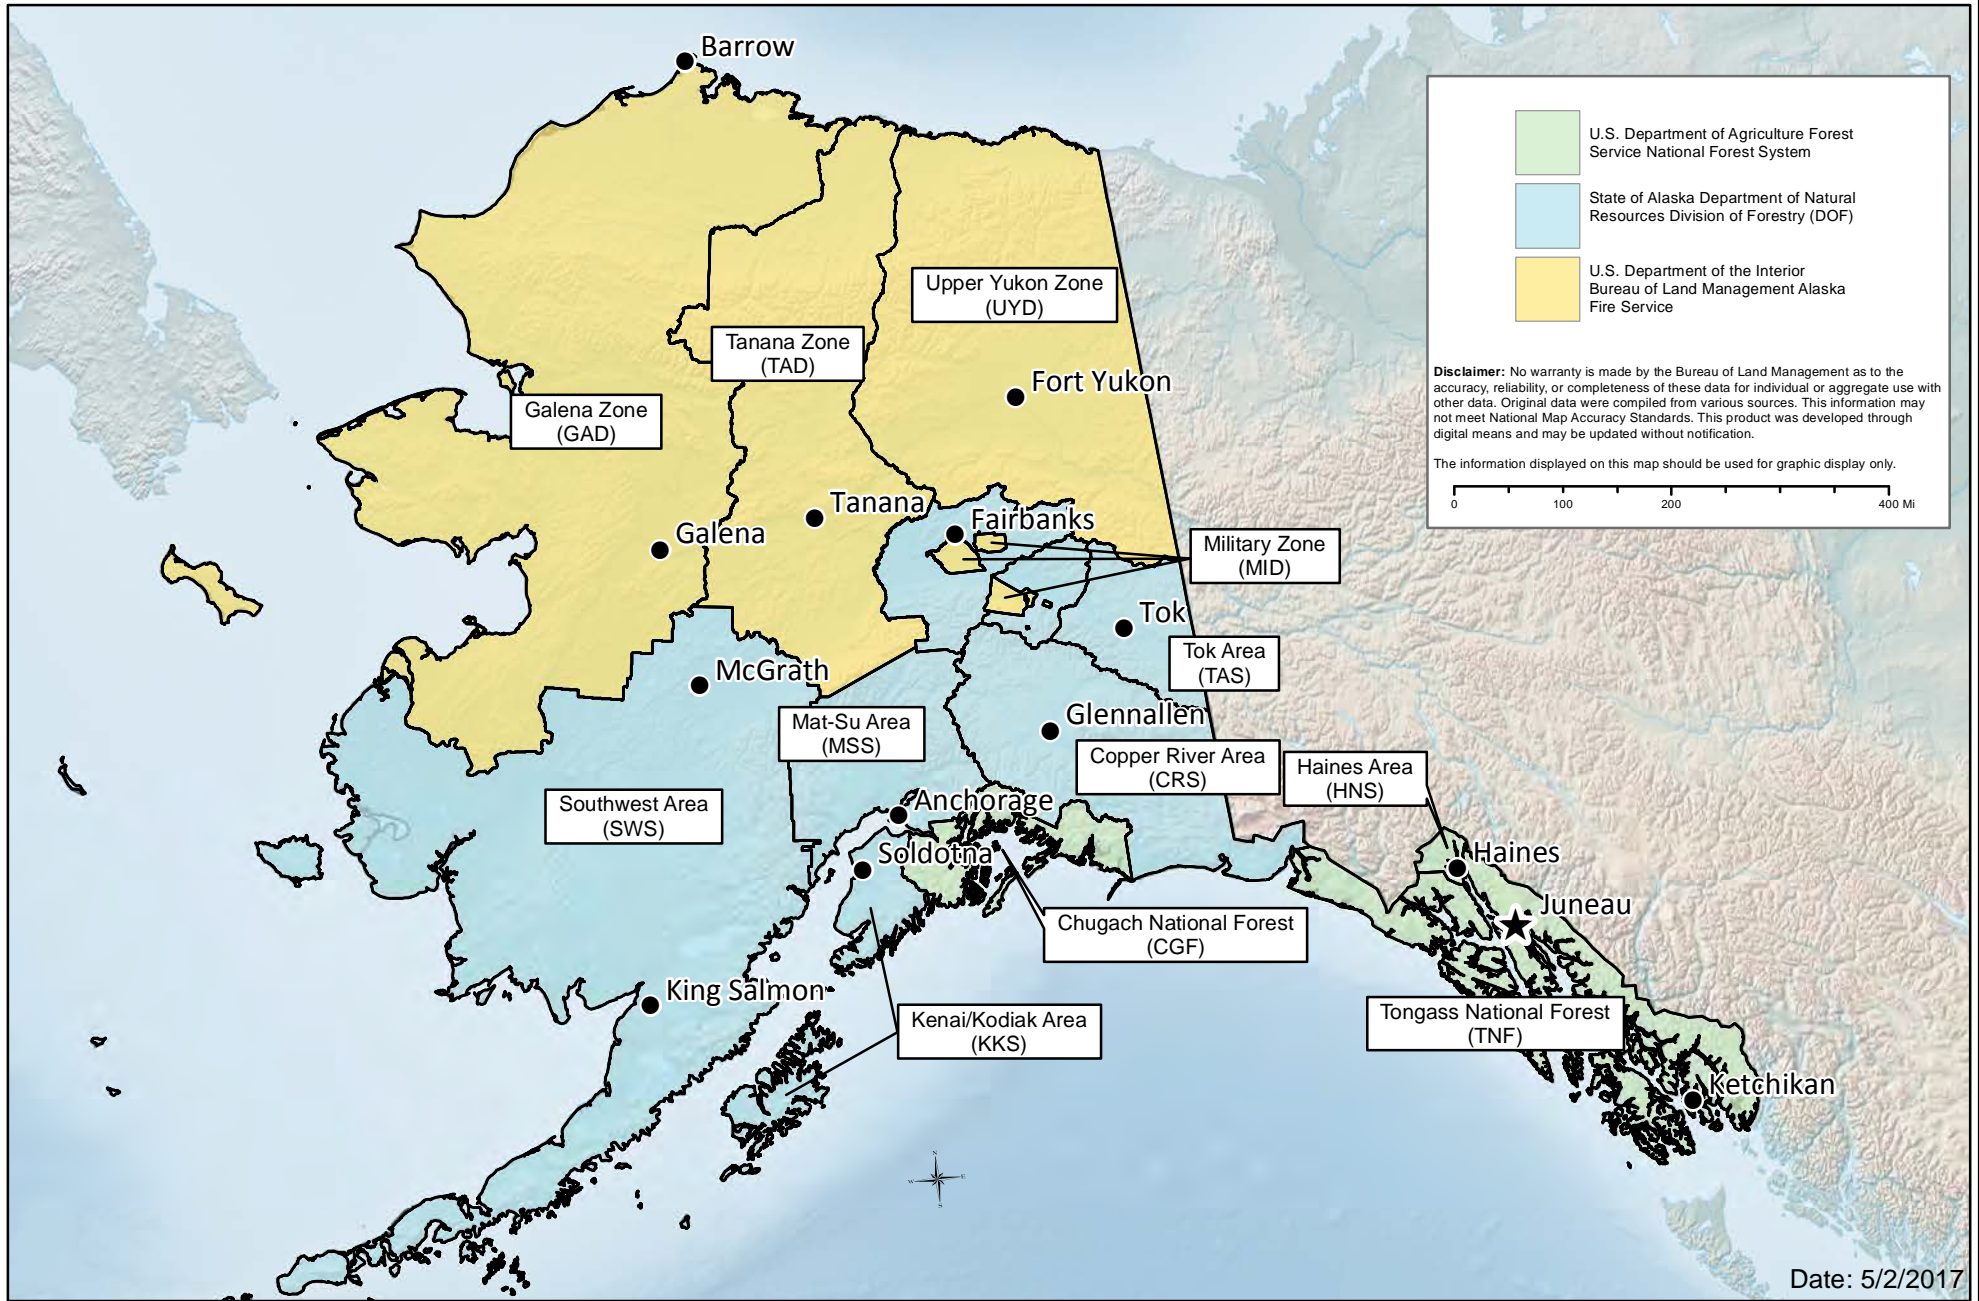 Barrow
U.S. Department of Agriculture Forest
Service National Forest System
State of Alaska Department of Natural
Resources Division of Forestry (DOF)
U.S. Department of the Interior
Bureau of Land Management Alaska
Fire Service
Disclaimer: No warranty is made by the Bureau of Land Management as to the
accuracy, reliability, or completeness of these data for individual or aggregate use with
other data. Original data were compiled from various sources. This information may
not meet National Map Accuracy Standards. This product was developed through
digital means and may be updated without notification.
The information displayed on this map should be used for graphic display only.
0 100 200 400 Mi
Upper Yukon Zone
(UYD)
Tanana Zone
(TAD)
Fort Yukon
Galena Zone
(GAD)
Tanana
Galena
Fairbanks
Military Zone
(MID)
Tok
Tok Area
(TAS)
McGrath
Mat-Su Area
(MSS)
Glennallen
Copper River Area
(CRS)
Haines Area
(HNS)
Southwest Area
(SWS)
Anchorage
Soldotna
Haines
Juneau
Chugach National Forest
(CGF)
King Salmon
Kenai/Kodiak Area
(KKS)
Tongass National Forest
(TNF)
Ketchikan
N
W
E
S
Date: 5/2/2017